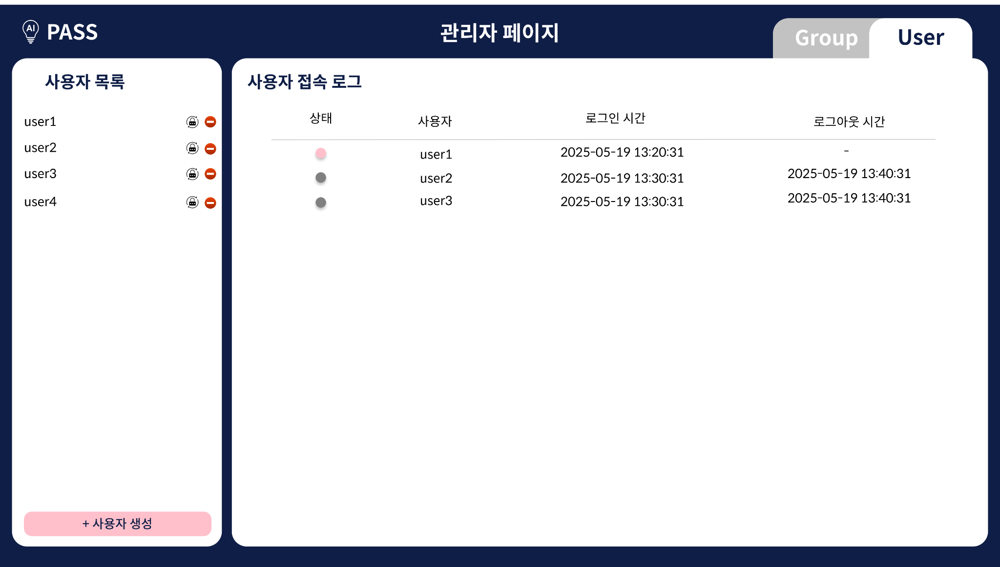 AI PASS
관리자 페이지
Group
User
사용자 목록
user1
user2
user3
user4
+ 사용자 생성
사용자 접속 로그
상태 사용자 로그인 시간 로그아웃 시간
user1 2025-05-19 13:20:31 -
user2 2025-05-19 13:30:31 2025-05-19 13:40:31
user3 2025-05-19 13:30:31 2025-05-19 13:40:31